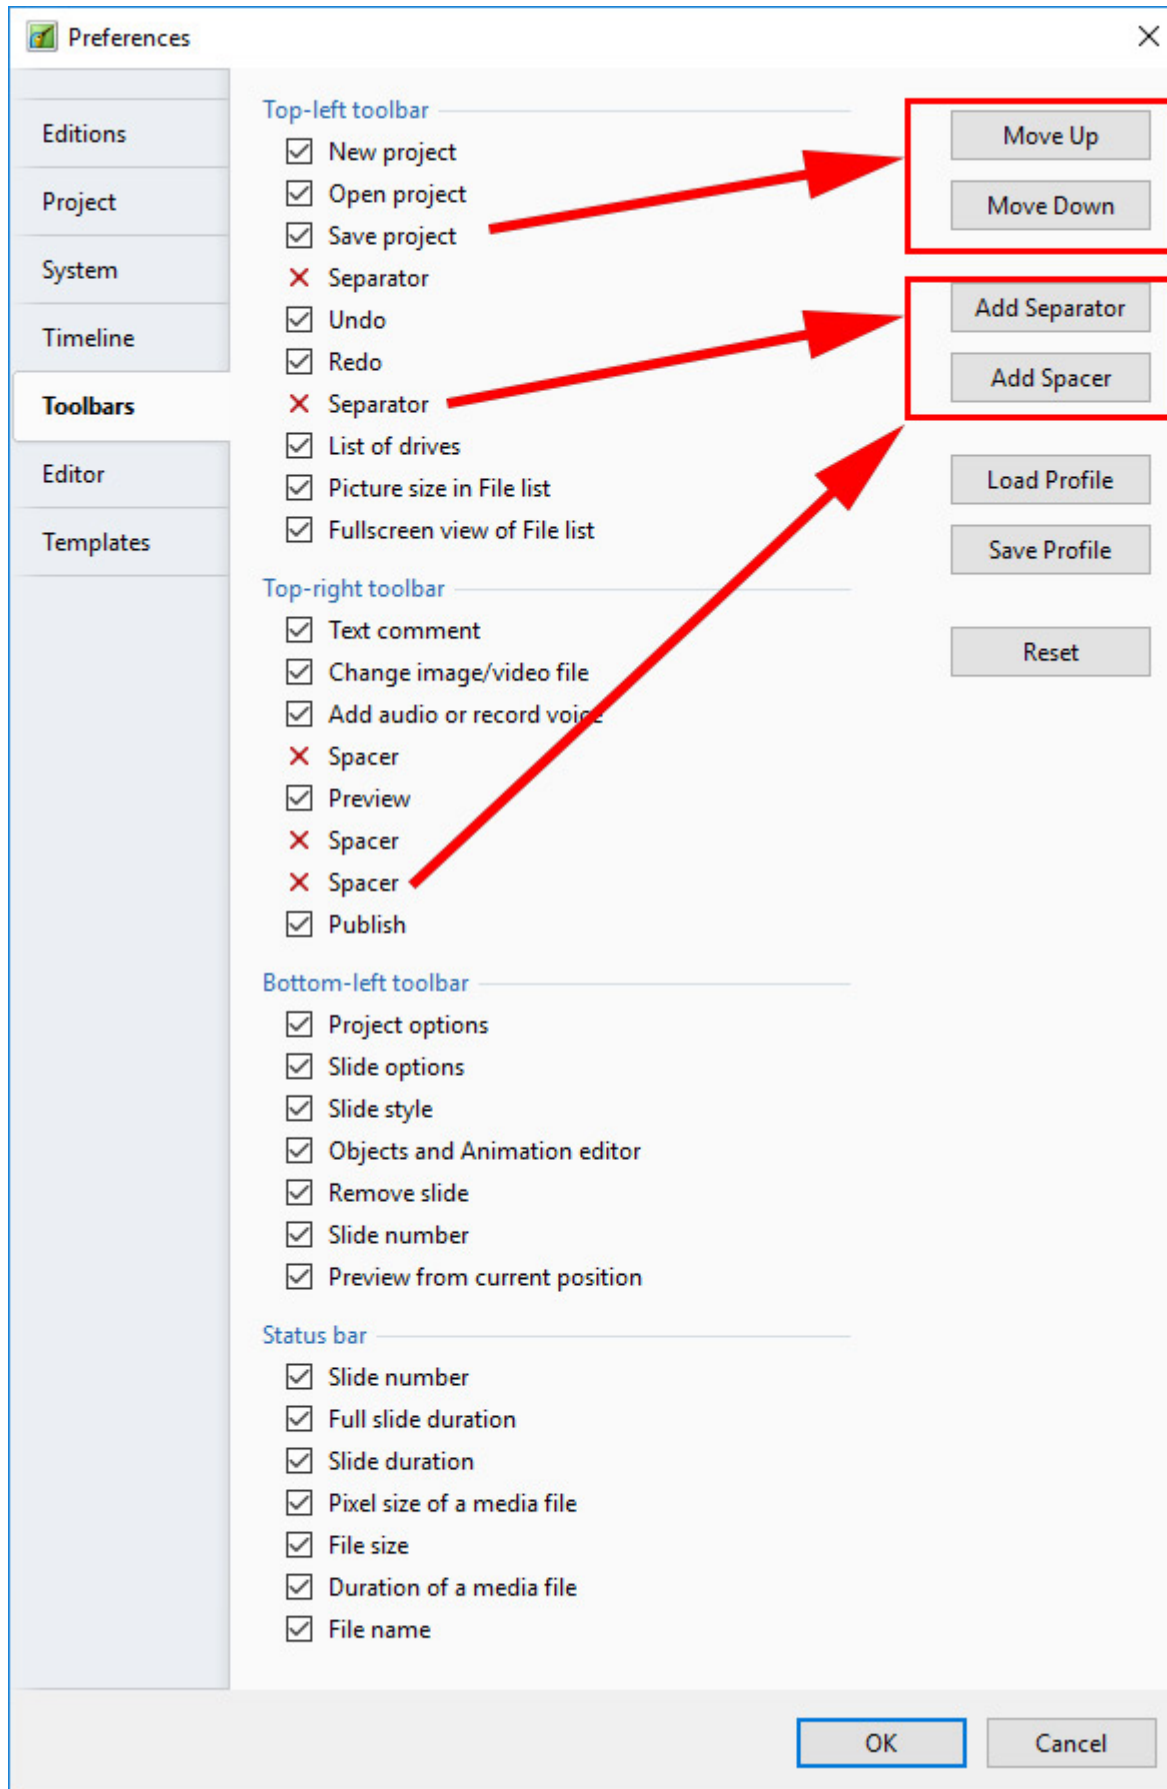 Preferences
Editions
Project
System
Timeline
Toolbars
Editor
Templates
Top-left toolbar
New project
Open project
Save project
Separator
Undo
Redo
Separator
List of drives
Picture size in File list
Fullscreen view of File list
Top-right toolbar
Text comment
Change image/video file
Add audio or record voice
Spacer
Preview
Spacer
Spacer
Publish
Bottom-left toolbar
Project options
Slide options
Slide style
Objects and Animation editor
Remove slide
Slide number
Preview from current position
Status bar
Slide number
Full slide duration
Slide duration
Pixel size of a media file
File size
Duration of a media file
File name
Move Up
Move Down
Add Separator
Add Spacer
Load Profile
Save Profile
Reset
OK
Cancel